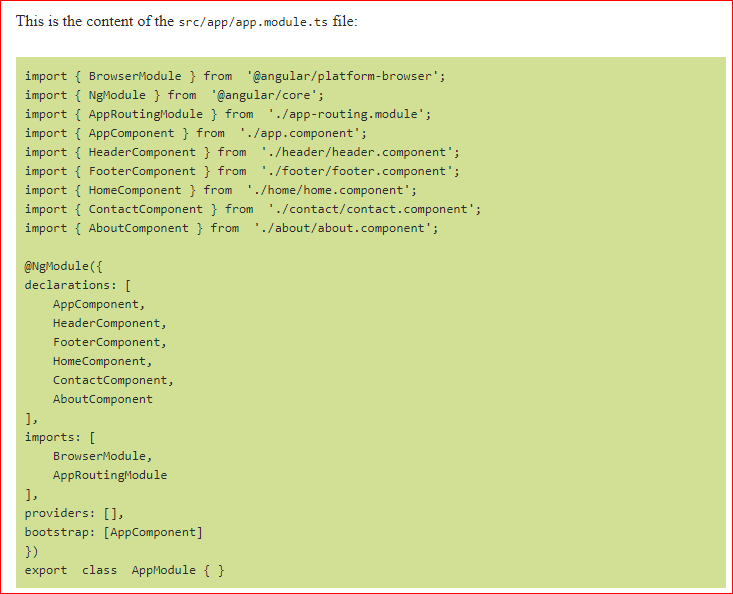 This is the content of the src/app/app.module.ts file:
import { BrowserModule } from  '@angular/platform-browser';
import { NgModule } from  '@angular/core';
import { AppRoutingModule } from  './app-routing.module';
import { AppComponent } from  './app.component';
import { HeaderComponent } from  './header/header.component';
import { FooterComponent } from  './footer/footer.component';
import { HomeComponent } from  './home/home.component';
import { ContactComponent } from  './contact/contact.component';
import { AboutComponent } from  './about/about.component';

@NgModule({
declarations: [
    AppComponent,
    HeaderComponent,
    FooterComponent,
    HomeComponent,
    ContactComponent,
    AboutComponent
],
imports: [
    BrowserModule,
    AppRoutingModule
],
providers: [],
bootstrap: [AppComponent]
})
export  class  AppModule { }